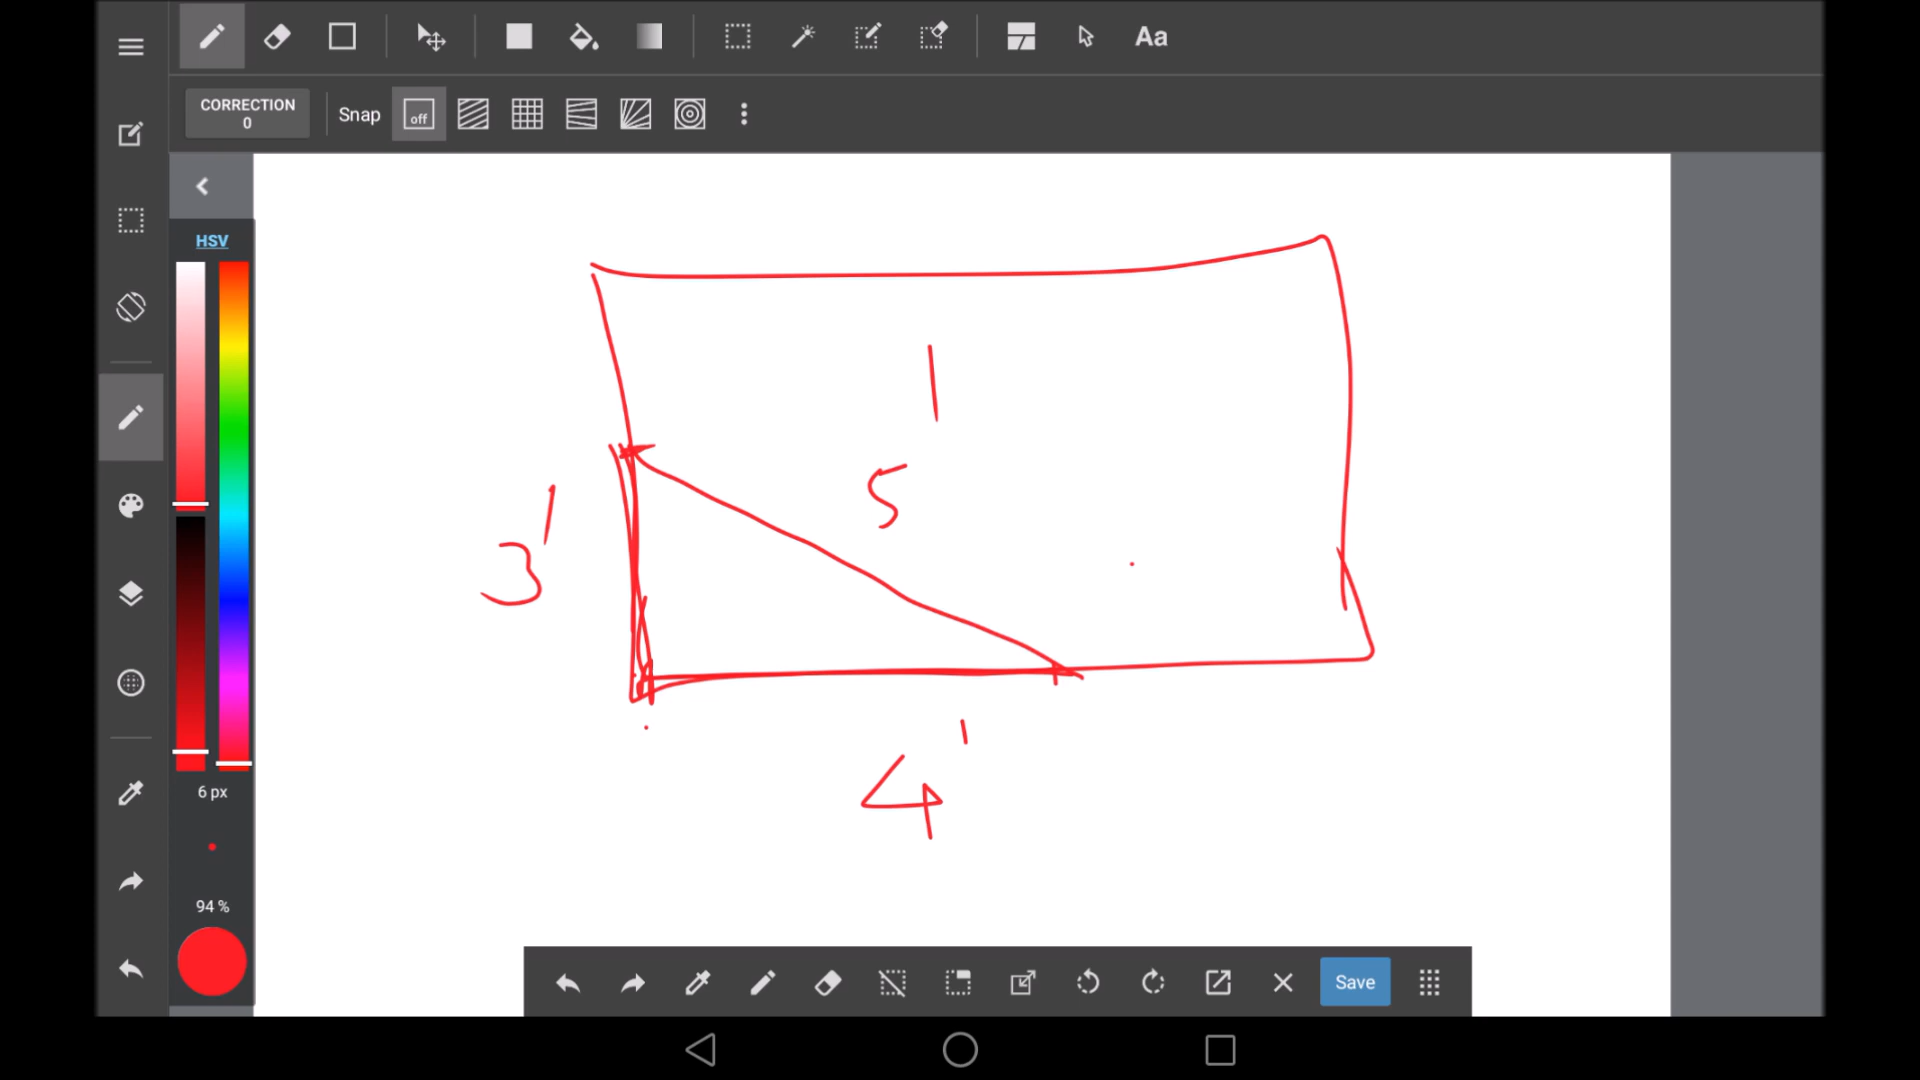 Aa
CORRECTION
0
Snap
off
HSV
5'
3'
4'
6 px
94 %
Save